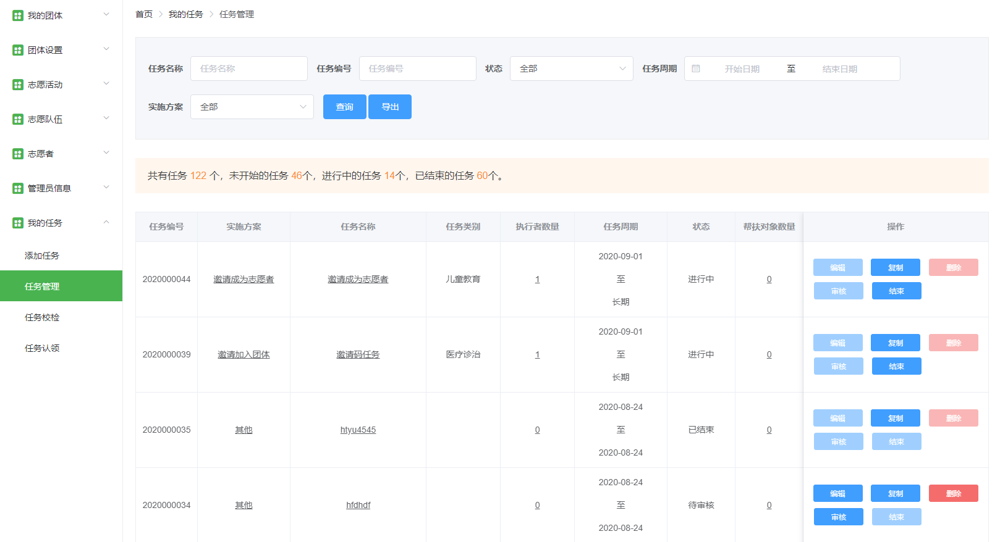 我的团体
团体设置
志愿活动
志愿队伍
志愿者
管理员信息
我的任务
添加任务
任务管理
任务校检
任务认领
首页 > 我的任务 > 任务管理
任务名称 任务名称 任务编号 任务编号 状态 全部 任务周期 开始日期 至 结束日期
实施方案 全部 查询 导出
共有任务 122 个，未开始的任务 46个，进行中的任务 14个，已结束的任务 60个。
任务编号 实施方案 任务名称 任务类别 执行者数量 任务周期 状态 帮扶对象数量 操作
2020000044 邀请成为志愿者 邀请成为志愿者 儿童教育 1 2020-09-01 至 长期 进行中 0 编辑 复制 删除
审核 结束
2020000039 邀请加入团体 邀请码任务 医疗诊治 1 2020-09-01 至 长期 进行中 0 编辑 复制 删除
审核 结束
2020000035 其他 htyu4545 0 2020-08-24 至 2020-08-24 已结束 0 编辑 复制 删除
审核 结束
2020000034 其他 hfdhdf 0 2020-08-24 至 2020-08-24 待审核 0 编辑 复制 删除
审核 结束